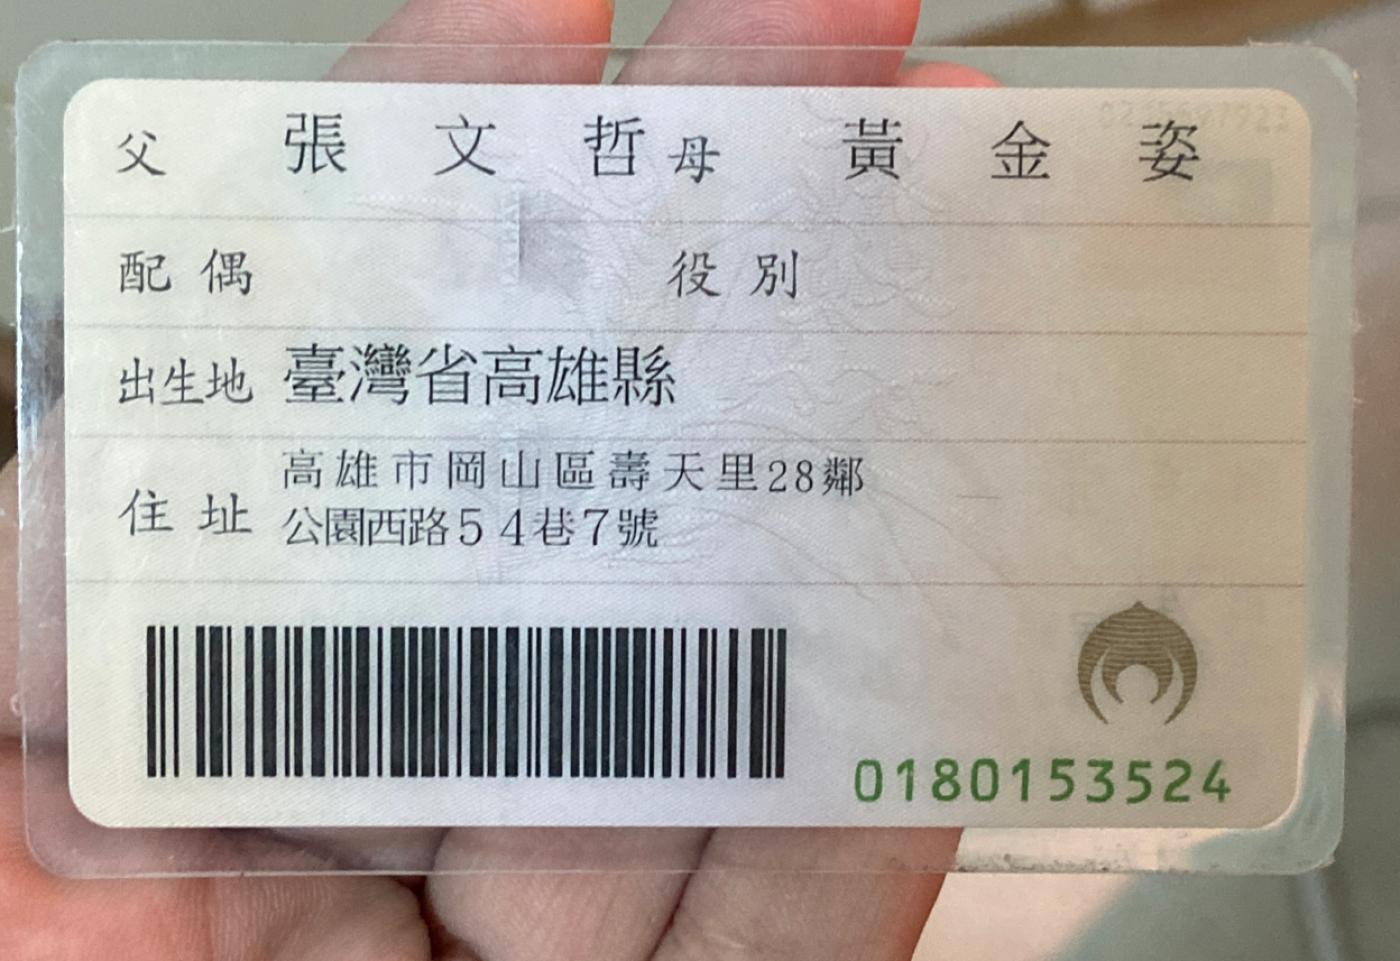 父 張文哲 母 黃金姿
配偶 役別
出生地 臺灣省高雄縣
住址 高雄市岡山區壽天里28鄰
公園西路54巷7號
0180153524